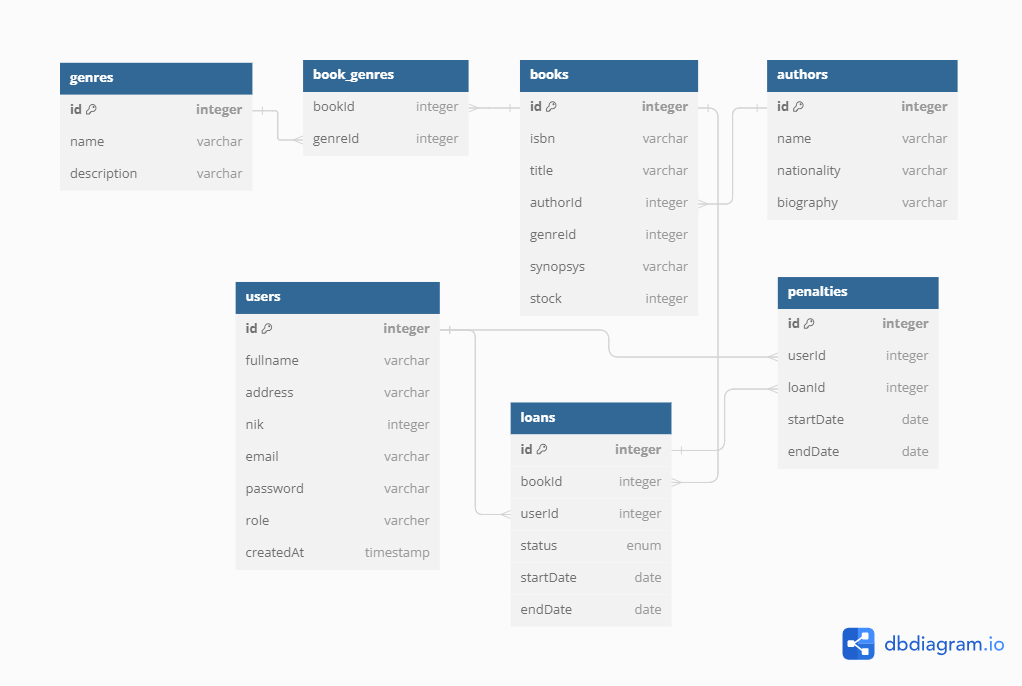 genres
id integer
name varchar
description varchar
book_genres
bookId integer
genreId integer
books
id integer
isbn varchar
title varchar
authorId integer
genreId integer
synopsys varchar
stock integer
authors
id integer
name varchar
nationality varchar
biography varchar
users
id integer
fullname varchar
address varchar
nik integer
email varchar
password varchar
role varcher
createdAt timestamp
loans
id integer
bookId integer
userId integer
status enum
startDate date
endDate date
penalties
id integer
userId integer
loanId integer
startDate date
endDate date
dbdiagram.io